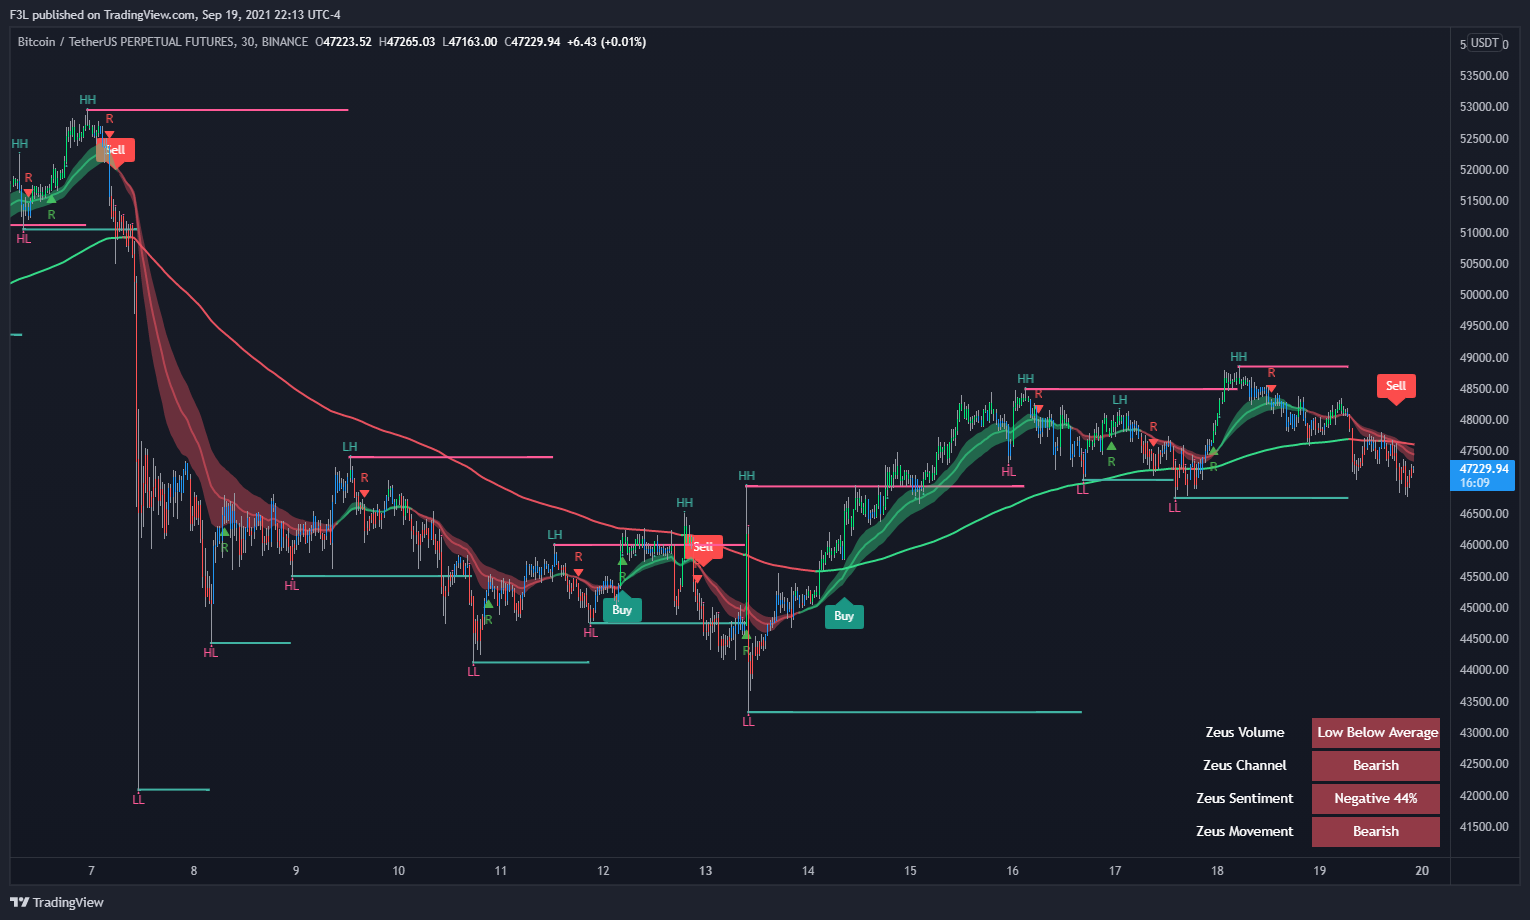 F3L published on TradingView.com, Sep 19, 2021 22:13 UTC-4
Bitcoin / TetherUS PERPETUAL FUTURES, 30, BINANCE O47223.52 H47265.03 L47163.00 C47229.94 +6.43 (+0.01%)
USDT
53500.00
53000.00
52500.00
52000.00
51500.00
51000.00
50500.00
50000.00
49500.00
49000.00
48500.00
48000.00
47500.00
47229.94
16:09
46500.00
46000.00
45500.00
45000.00
44500.00
44000.00
43500.00
43000.00
42500.00
42000.00
41500.00
HH
R
HL
R
HH
R
Sell
LL
HL
R
HL
LH
R
LL
R
LH
R
HL
R
Buy
HH
Sell
HH
R
LL
Buy
HH
R
HL
LL
LH
R
R
LL
R
HH
R
Sell
Zeus Volume Low Below Average
Zeus Channel Bearish
Zeus Sentiment Negative 44%
Zeus Movement Bearish
7 8 9 10 11 12 13 14 15 16 17 18 19 20
TradingView